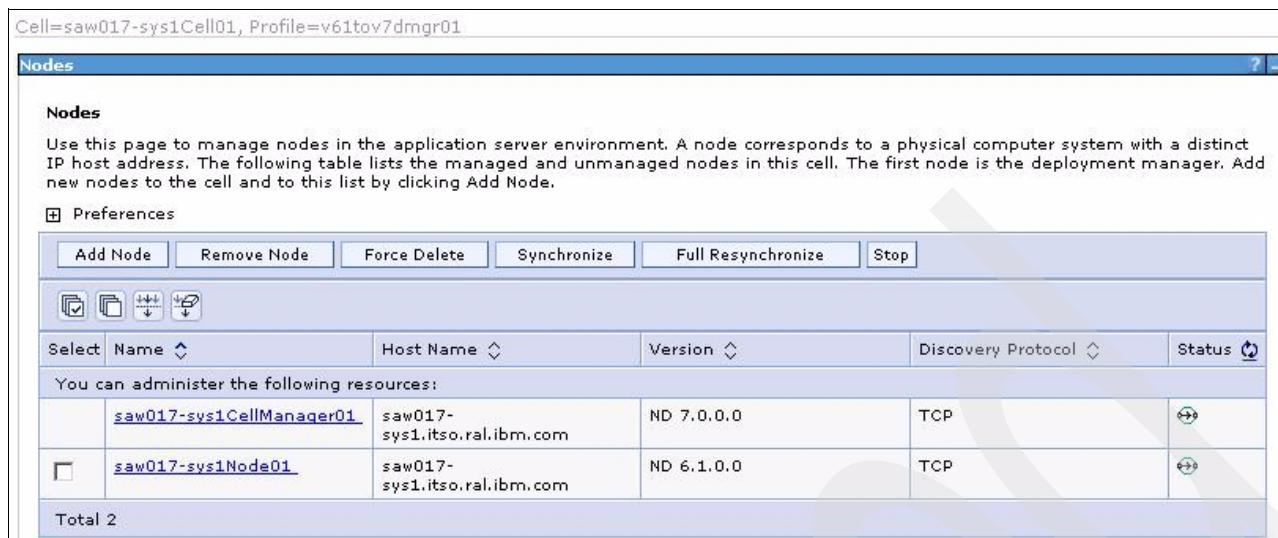 Cell=saw017-sys1Cell01, Profile=v61tov7dmgr01
Nodes
?
Nodes
Use this page to manage nodes in the application server environment. A node corresponds to a physical computer system with a distinct
IP host address. The following table lists the managed and unmanaged nodes in this cell. The first node is the deployment manager. Add
new nodes to the cell and to this list by clicking Add Node.
Preferences
Add Node Remove Node Force Delete Synchronize Full Resynchronize Stop
Select Name Host Name Version Discovery Protocol Status
You can administer the following resources:
saw017-sys1CellManager01 saw017- ND 7.0.0.0 TCP
sys1.itso.ral.ibm.com
saw017-sys1Node01 saw017- ND 6.1.0.0 TCP
sys1.itso.ral.ibm.com
Total 2